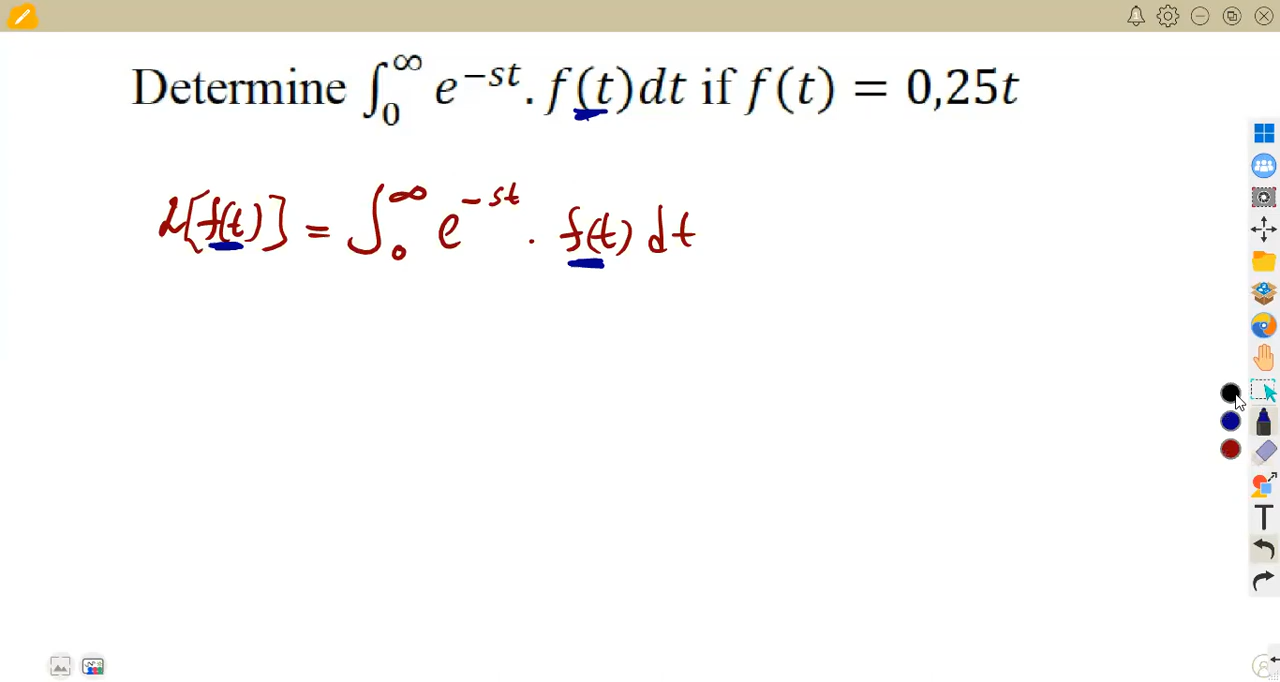 Determine ∫₀^∞ e^{−st}. f(t)dt if f(t) = 0,25t
ℒ[f(t)] = ∫₀^∞ e^{−st} · f(t) dt
T